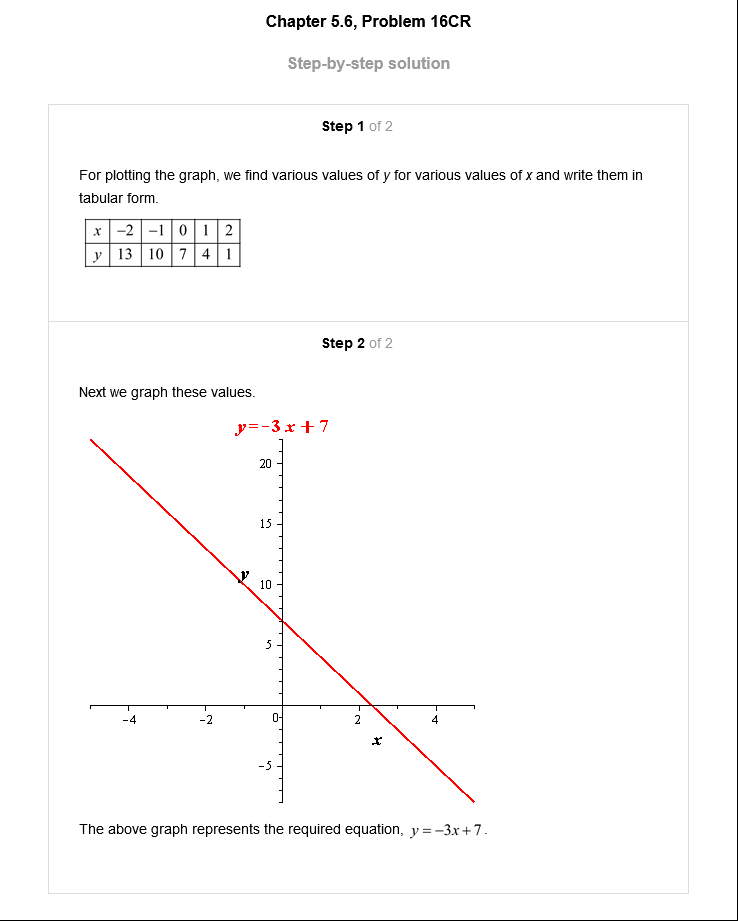 Chapter 5.6, Problem 16CR
Step-by-step solution
Step 1 of 2
For plotting the graph, we find various values of y for various values of x and write them in
tabular form.
x −2 −1 0 1 2
y 13 10 7 4 1
Step 2 of 2
Next we graph these values.
y=−3x+7
20
15
y
10
5
−4 −2 0 2 4
x
−5
The above graph represents the required equation, y=−3x+7.